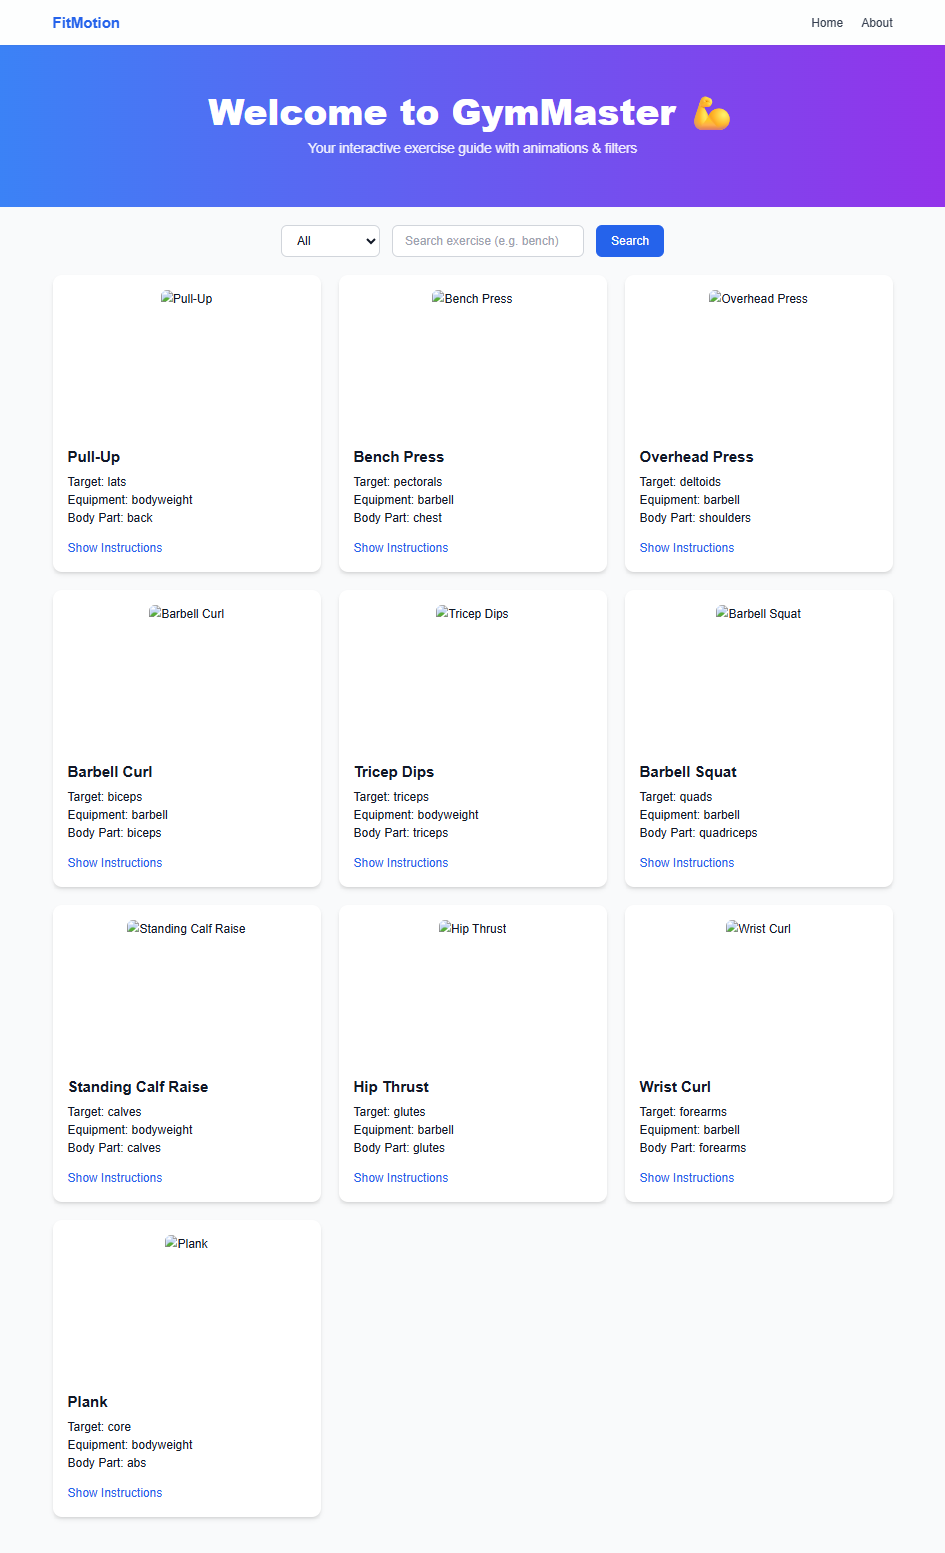 FitMotion
Home About
Welcome to GymMaster 💪
Your interactive exercise guide with animations & filters
All Search exercise (e.g. bench) Search
Pull-Up Bench Press Overhead Press
Pull-Up
Target: lats
Equipment: bodyweight
Body Part: back
Show Instructions
Bench Press
Target: pectorals
Equipment: barbell
Body Part: chest
Show Instructions
Overhead Press
Target: deltoids
Equipment: barbell
Body Part: shoulders
Show Instructions
Barbell Curl Tricep Dips Barbell Squat
Barbell Curl
Target: biceps
Equipment: barbell
Body Part: biceps
Show Instructions
Tricep Dips
Target: triceps
Equipment: bodyweight
Body Part: triceps
Show Instructions
Barbell Squat
Target: quads
Equipment: barbell
Body Part: quadriceps
Show Instructions
Standing Calf Raise Hip Thrust Wrist Curl
Standing Calf Raise
Target: calves
Equipment: bodyweight
Body Part: calves
Show Instructions
Hip Thrust
Target: glutes
Equipment: barbell
Body Part: glutes
Show Instructions
Wrist Curl
Target: forearms
Equipment: barbell
Body Part: forearms
Show Instructions
Plank
Plank
Target: core
Equipment: bodyweight
Body Part: abs
Show Instructions